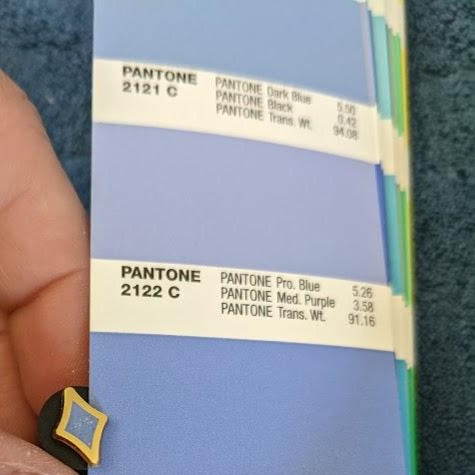 PANTONE
2121 C
PANTONE Dark Blue 5.50
PANTONE Black 0.42
PANTONE Trans. Wt. 94.08
PANTONE
2122 C
PANTONE Pro. Blue 5.26
PANTONE Med. Purple 3.58
PANTONE Trans. Wt. 91.16